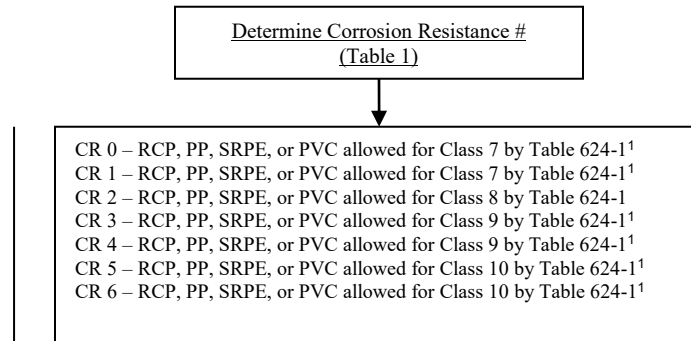 Determine Corrosion Resistance #
(Table 1)
CR 0 – RCP, PP, SRPE, or PVC allowed for Class 7 by Table 624-1¹
CR 1 – RCP, PP, SRPE, or PVC allowed for Class 7 by Table 624-1¹
CR 2 – RCP, PP, SRPE, or PVC allowed for Class 8 by Table 624-1
CR 3 – RCP, PP, SRPE, or PVC allowed for Class 9 by Table 624-1¹
CR 4 – RCP, PP, SRPE, or PVC allowed for Class 9 by Table 624-1¹
CR 5 – RCP, PP, SRPE, or PVC allowed for Class 10 by Table 624-1¹
CR 6 – RCP, PP, SRPE, or PVC allowed for Class 10 by Table 624-1¹